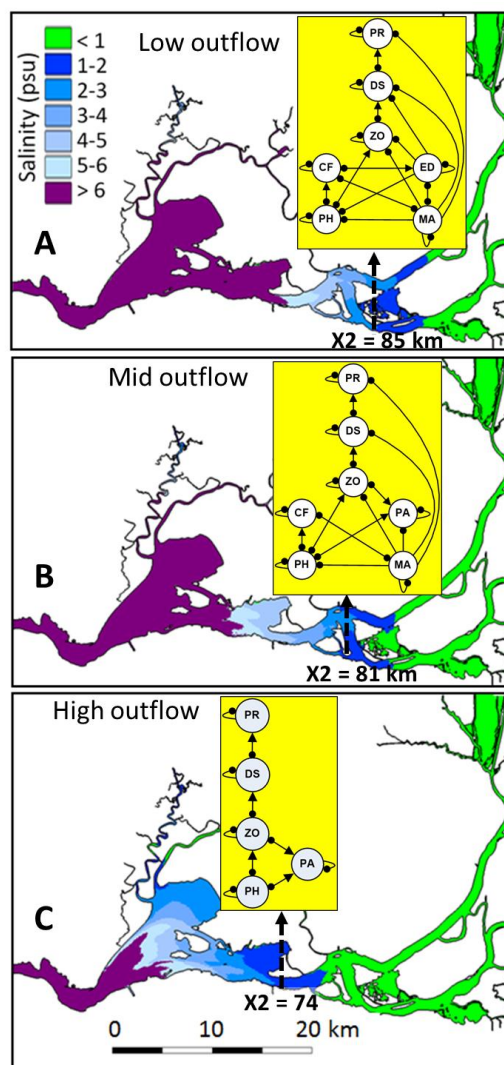 Low outflow
Salinity (psu)
< 1
1-2
2-3
3-4
4-5
5-6
> 6
PR
DS
ZO
CF
ED
PH
MA
A
X2 = 85 km
Mid outflow
PR
DS
ZO
CF
PA
PH
MA
B
X2 = 81 km
High outflow
PR
DS
ZO
PA
PH
C
X2 = 74
0 10 20 km